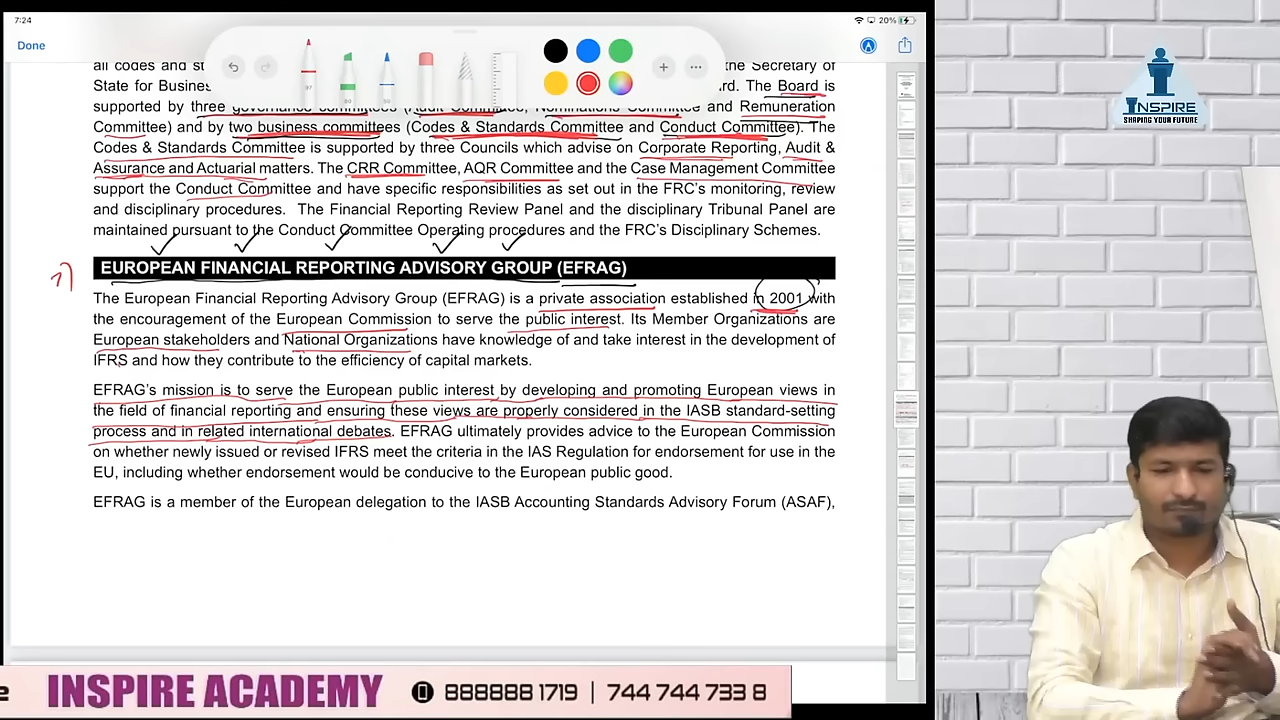 7:24
20%
Done
all codes and st the Secretary of
State for Busines rd. The Board is
supported by and
Remuneration
Committee) and by two business committees (Codes & Standards Committee and Conduct Committee). The
Codes & Standards Committee is supported by three Councils which advise on Corporate Reporting, Audit &
Assurance and Actuarial matters. The CRR Committee, AQR Committee and the Case Management Committee
support the Conduct Committee and have specific responsibilities as set out in the FRC's monitoring, review
and disciplinary procedures. The Financial Reporting Review Panel and the disciplinary Tribunal Panel are
maintained pursuant to the Conduct Committee Operating procedures and the FRC's Disciplinary Schemes.
EUROPEAN FINANCIAL REPORTING ADVISORY GROUP (EFRAG)
The European Financial Reporting Advisory Group (EFRAG) is a private association established in 2001 with
the encouragement of the European Commission to serve the public interest. Its Member Organizations are
European stakeholders and National Organizations have knowledge of and take interest in the development of
IFRS and how they contribute to the efficiency of capital markets.
EFRAG's mission is to serve the European public interest by developing and promoting European views in
the field of financial reporting and ensuring these views are properly considered in the IASB standard-setting
process and in related international debates. EFRAG ultimately provides advice to the European Commission
on whether newly issued or revised IFRS meet the criteria in the IAS Regulation for endorsement for use in the
EU, including whether endorsement would be conducive to the European public good.
EFRAG is a member of the European delegation to the IASB Accounting Standards Advisory Forum (ASAF),
INSPIRE
SHAPING YOUR FUTURE
INSPIRE ACADEMY 888888 1719 | 744 744 733 8